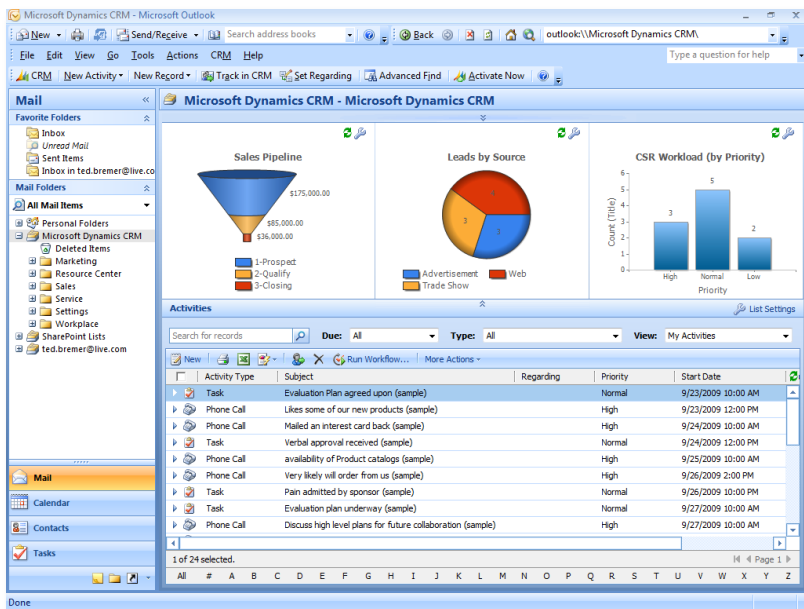 Microsoft Dynamics CRM - Microsoft Outlook
New Send/Receive Search address books Back outlook:\\Microsoft Dynamics CRM\
File Edit View Go Tools Actions CRM Help Type a question for help
CRM New Activity New Record Track in CRM Set Regarding Advanced Find Activate Now
Mail «
Favorite Folders
Inbox
Unread Mail
Sent Items
Inbox in ted.bremer@live.co
Mail Folders
All Mail Items
Personal Folders
Microsoft Dynamics CRM
Deleted Items
Marketing
Resource Center
Sales
Service
Settings
Workplace
SharePoint Lists
ted.bremer@live.com
Mail
Calendar
Contacts
Tasks
Microsoft Dynamics CRM - Microsoft Dynamics CRM
Sales Pipeline
$175,000.00
$85,000.00
$36,000.00
1-Prospect
2-Qualify
3-Closing
Leads by Source
3
3
Advertisement Web
Trade Show
CSR Workload (by Priority)
Count (Title)
6
5
4
3
2
1
0
3
5
2
High Normal Low
Priority
Activities List Settings
Search for records Due: All Type: All View: My Activities
New Run Workflow... More Actions
Activity Type Subject Regarding Priority Start Date
Task Evaluation Plan agreed upon (sample) Normal 9/23/2009 10:00 AM
Phone Call Likes some of our new products (sample) High 9/23/2009 12:00 PM
Phone Call Mailed an interest card back (sample) High 9/24/2009 10:00 AM
Task Verbal approval received (sample) Normal 9/24/2009 12:00 PM
Phone Call availability of Product catalogs (sample) High 9/25/2009 10:00 AM
Phone Call Very likely will order from us (sample) High 9/26/2009 2:00 PM
Task Pain admitted by sponsor (sample) Normal 9/26/2009 10:00 PM
Task Evaluation plan underway (sample) Normal 9/27/2009 10:00 AM
Phone Call Discuss high level plans for future collaboration (sample) High 9/27/2009 10:00 AM
1 of 24 selected. Page 1
All # A B C D E F G H I J K L M N O P Q R S T U V W X Y Z
Done